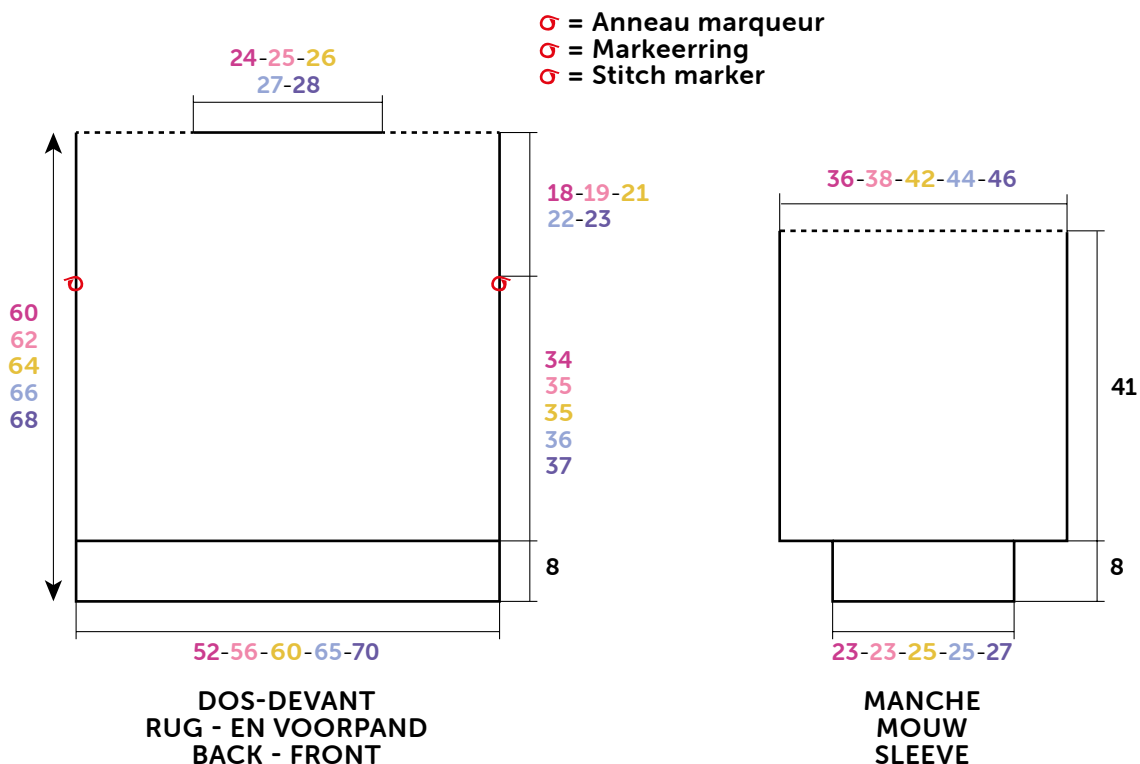 = Anneau marqueur
= Markeerring
= Stitch marker
24-25-26
27-28
18-19-21
22-23
60
62
64
66
68
34
35
35
36
37
8
52-56-60-65-70
DOS-DEVANT
RUG - EN VOORPAND
BACK - FRONT
36-38-42-44-46
41
8
23-23-25-25-27
MANCHE
MOUW
SLEEVE